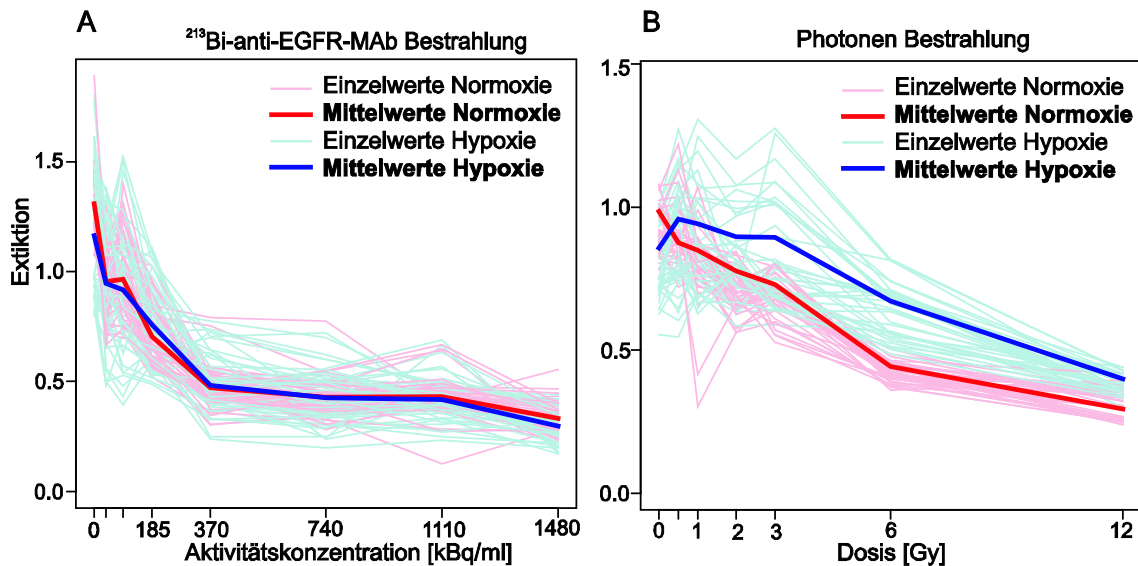 A
²¹³Bi-anti-EGFR-MAb Bestrahlung
Einzelwerte Normoxie
Mittelwerte Normoxie
Einzelwerte Hypoxie
Mittelwerte Hypoxie
Extiktion
1.5
1.0
0.5
0.0
0 185 370 740 1110 1480
Aktivitätskonzentration [kBq/ml]
B
Photonen Bestrahlung
Einzelwerte Normoxie
Mittelwerte Normoxie
Einzelwerte Hypoxie
Mittelwerte Hypoxie
1.5
1.0
0.5
0
0 1 2 3 6 12
Dosis [Gy]